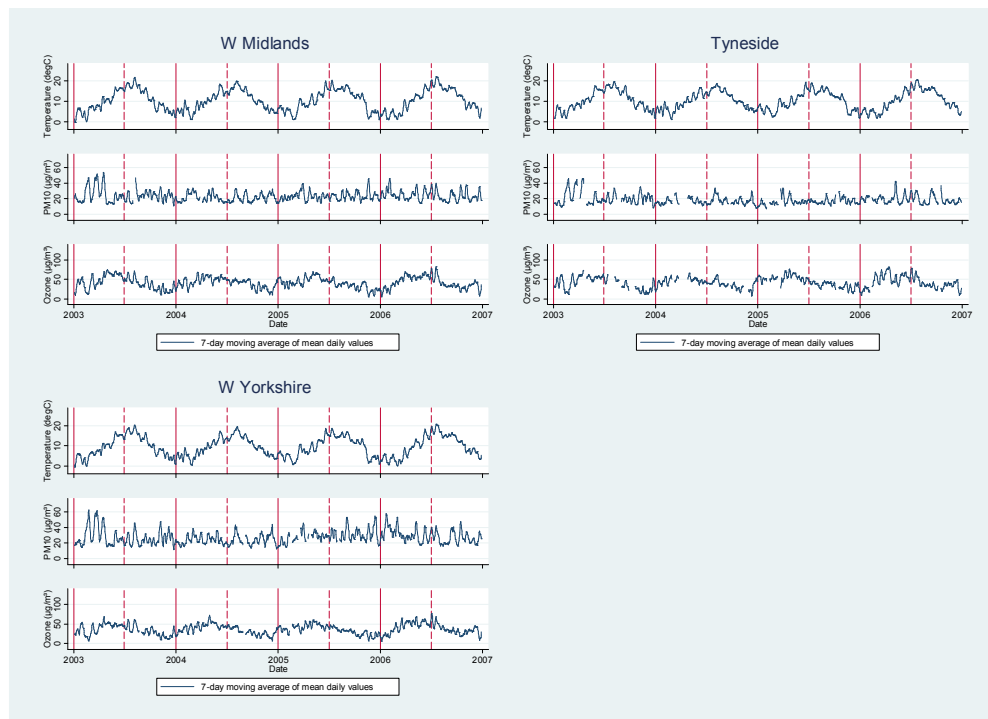 W Midlands
Temperature (degC)
0 10 20
PM10 (µg/m³)
0 20 40 60
Ozone (µg/m³)
0 50 100
2003 2004 2005 2006 2007
Date
7-day moving average of mean daily values
Tyneside
Temperature (degC)
0 10 20
PM10 (µg/m³)
0 20 40 60
Ozone (µg/m³)
0 50 100
2003 2004 2005 2006 2007
Date
7-day moving average of mean daily values
W Yorkshire
Temperature (degC)
0 10 20
PM10 (µg/m³)
0 20 40 60
Ozone (µg/m³)
0 50 100
2003 2004 2005 2006 2007
Date
7-day moving average of mean daily values